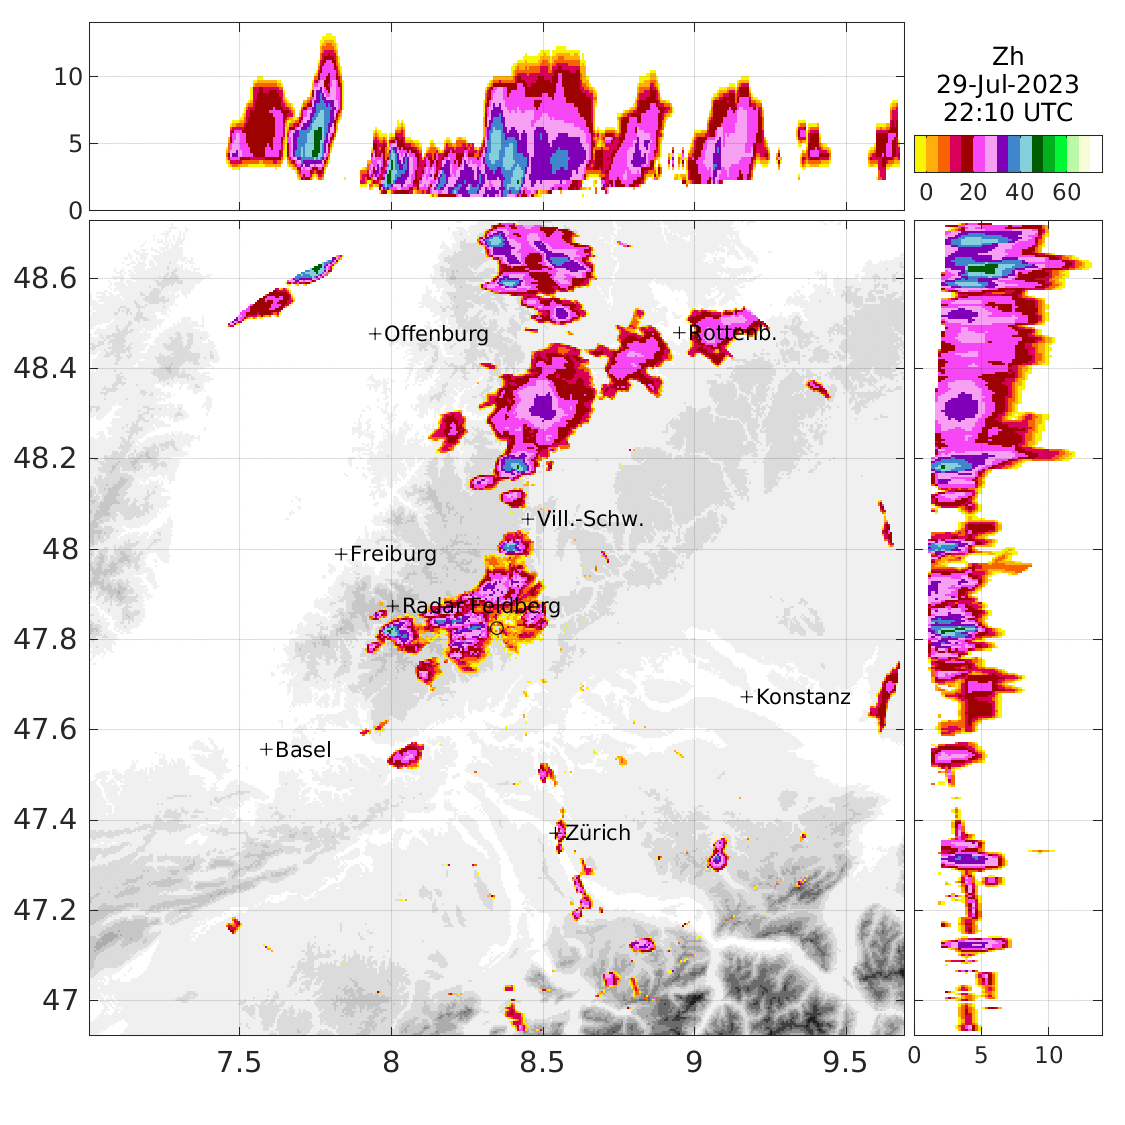 10
5
0
Zh
29-Jul-2023
22:10 UTC
0 20 40 60
48.6
48.4
48.2
48
47.8
47.6
47.4
47.2
47
+Offenburg
+Rottenb.
+Vill.-Schw.
+Freiburg
+Radar Feldberg
+Konstanz
+Basel
+Zürich
7.5 8 8.5 9 9.5
0 5 10